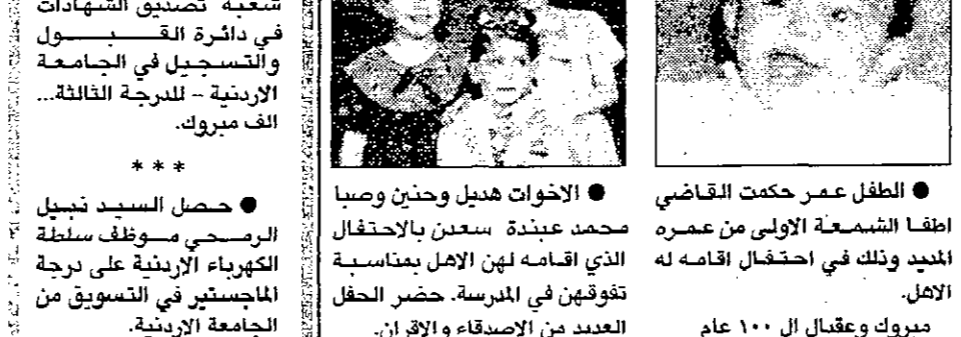 ● الطفل عمر حكمت القاضي
اطفا الشمعة الاولى من عمره
المديد وذلك في احتفال اقامه له
الاهل.
مبروك وعقبال ال ١٠٠ عام
● الاخوات هديل وحنين وصبا
محمد عبندة سعدن بالاحتفال
الذي اقامه لهن الاهل بمناسبة
تفوقهن في المدرسة. حضر الحفل
العديد من الاصدقاء والاقران.
شعبة تصديق الشهادات
في دائرة القبول
والتسجيل في الجامعة
الاردنية - للدرجة الثالثة...
الف مبروك.
* * *
● حصل السيد نبيل
الرمحي موظف سلطة
الكهرباء الاردنية على درجة
الماجستير في التسويق من
الجامعة الاردنية.